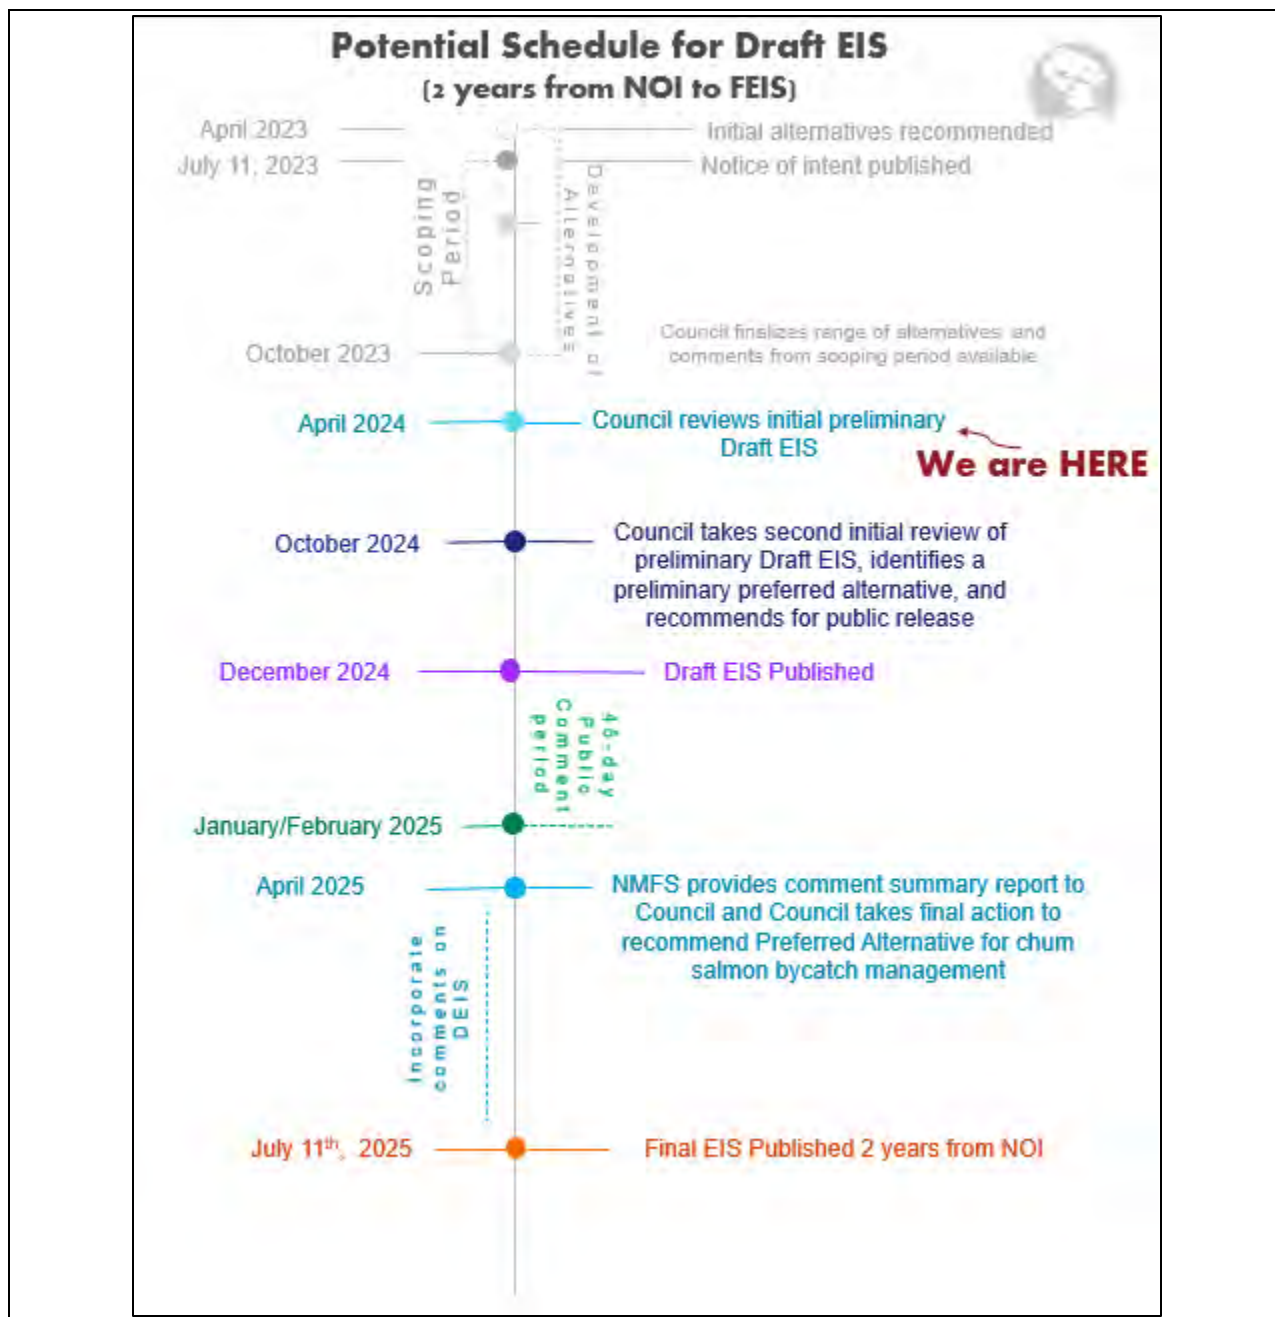 Potential Schedule for Draft EIS
(2 years from NOI to FEIS)
April 2023
Initial alternatives recommended
July 11, 2023
Notice of intent published
Scoping
Period
Development of
Alternatives
October 2023
Council finalizes range of alternatives and
comments from scoping period available
April 2024
Council reviews initial preliminary
Draft EIS
We are HERE
October 2024
Council takes second initial review of
preliminary Draft EIS, identifies a
preliminary preferred alternative, and
recommends for public release
December 2024
Draft EIS Published
45-day
Public
Comment
period
January/February 2025
April 2025
NMFS provides comment summary report to
Council and Council takes final action to
recommend Preferred Alternative for chum
salmon bycatch management
Incorporate
comments on
DEIS
July 11th, 2025
Final EIS Published 2 years from NOI